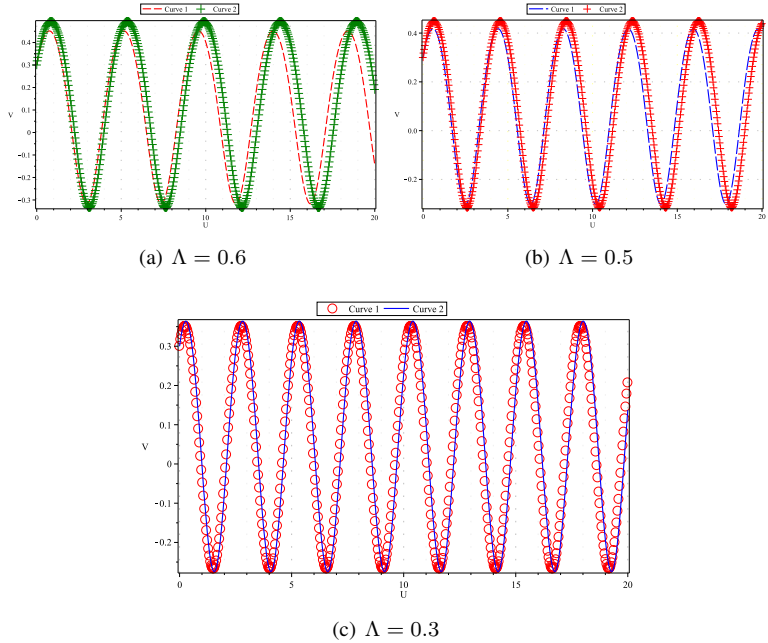 Curve 1 Curve 2
0.4
0.3
0.2
V 0.1
0
-0.1
-0.2
-0.3
0 5 10 15 20
U
(a) Λ = 0.6
Curve 1 Curve 2
0.4
0.2
V
0.0
-0.2
0 5 10 15 20
U
(b) Λ = 0.5
Curve 1 Curve 2
0.3
0.2
0.1
V
0
-0.1
-0.2
0 5 10 15 20
U
(c) Λ = 0.3